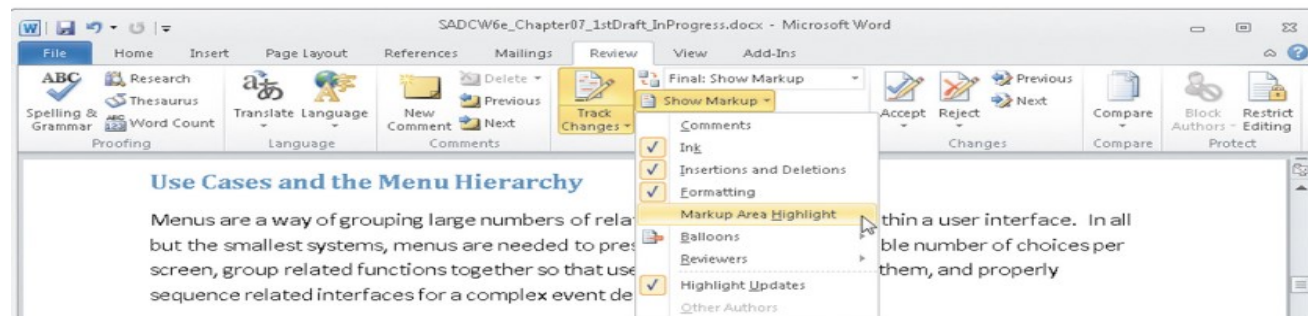 SADCW6e_Chapter07_1stDraft_InProgress.docx - Microsoft Word
File Home Insert Page Layout References Mailings Review View Add-Ins
ABC Spelling & Grammar
Research
Thesaurus
Word Count
Proofing
Translate
Language
Language
New Comment
Delete
Previous
Next
Comments
Track Changes
Final: Show Markup
Show Markup
Accept
Reject
Previous
Next
Changes
Compare
Compare
Block Authors
Restrict Editing
Protect
Comments
Ink
Insertions and Deletions
Formatting
Markup Area Highlight
Balloons
Reviewers
Highlight Updates
Other Authors
Use Cases and the Menu Hierarchy
Menus are a way of grouping large numbers of rela thin a user interface. In all
but the smallest systems, menus are needed to pres ble number of choices per
screen, group related functions together so that use them, and properly
sequence related interfaces for a complex event de